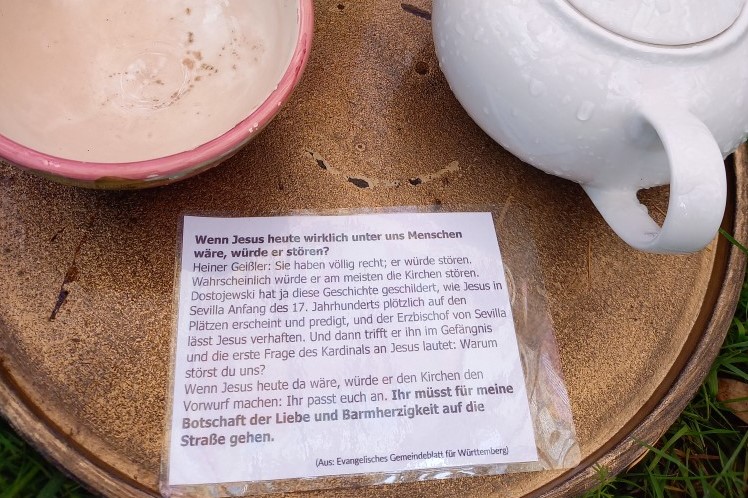 Wenn Jesus heute wirklich unter uns Menschen
wäre, würde er stören?
Heiner Geißler: Sie haben völlig recht; er würde stören.
Wahrscheinlich würde er am meisten die Kirchen stören.
Dostojewski hat ja diese Geschichte geschildert, wie Jesus in
Sevilla Anfang des 17. Jahrhunderts plötzlich auf den
Plätzen erscheint und predigt, und der Erzbischof von Sevilla
lässt Jesus verhaften. Und dann trifft er ihn im Gefängnis
und die erste Frage des Kardinals an Jesus lautet: Warum
störst du uns?
Wenn Jesus heute da wäre, würde er den Kirchen den
Vorwurf machen: Ihr passt euch an. Ihr müsst für meine
Botschaft der Liebe und Barmherzigkeit auf die
Straße gehen.
(Aus: Evangelisches Gemeindeblatt für Württemberg)